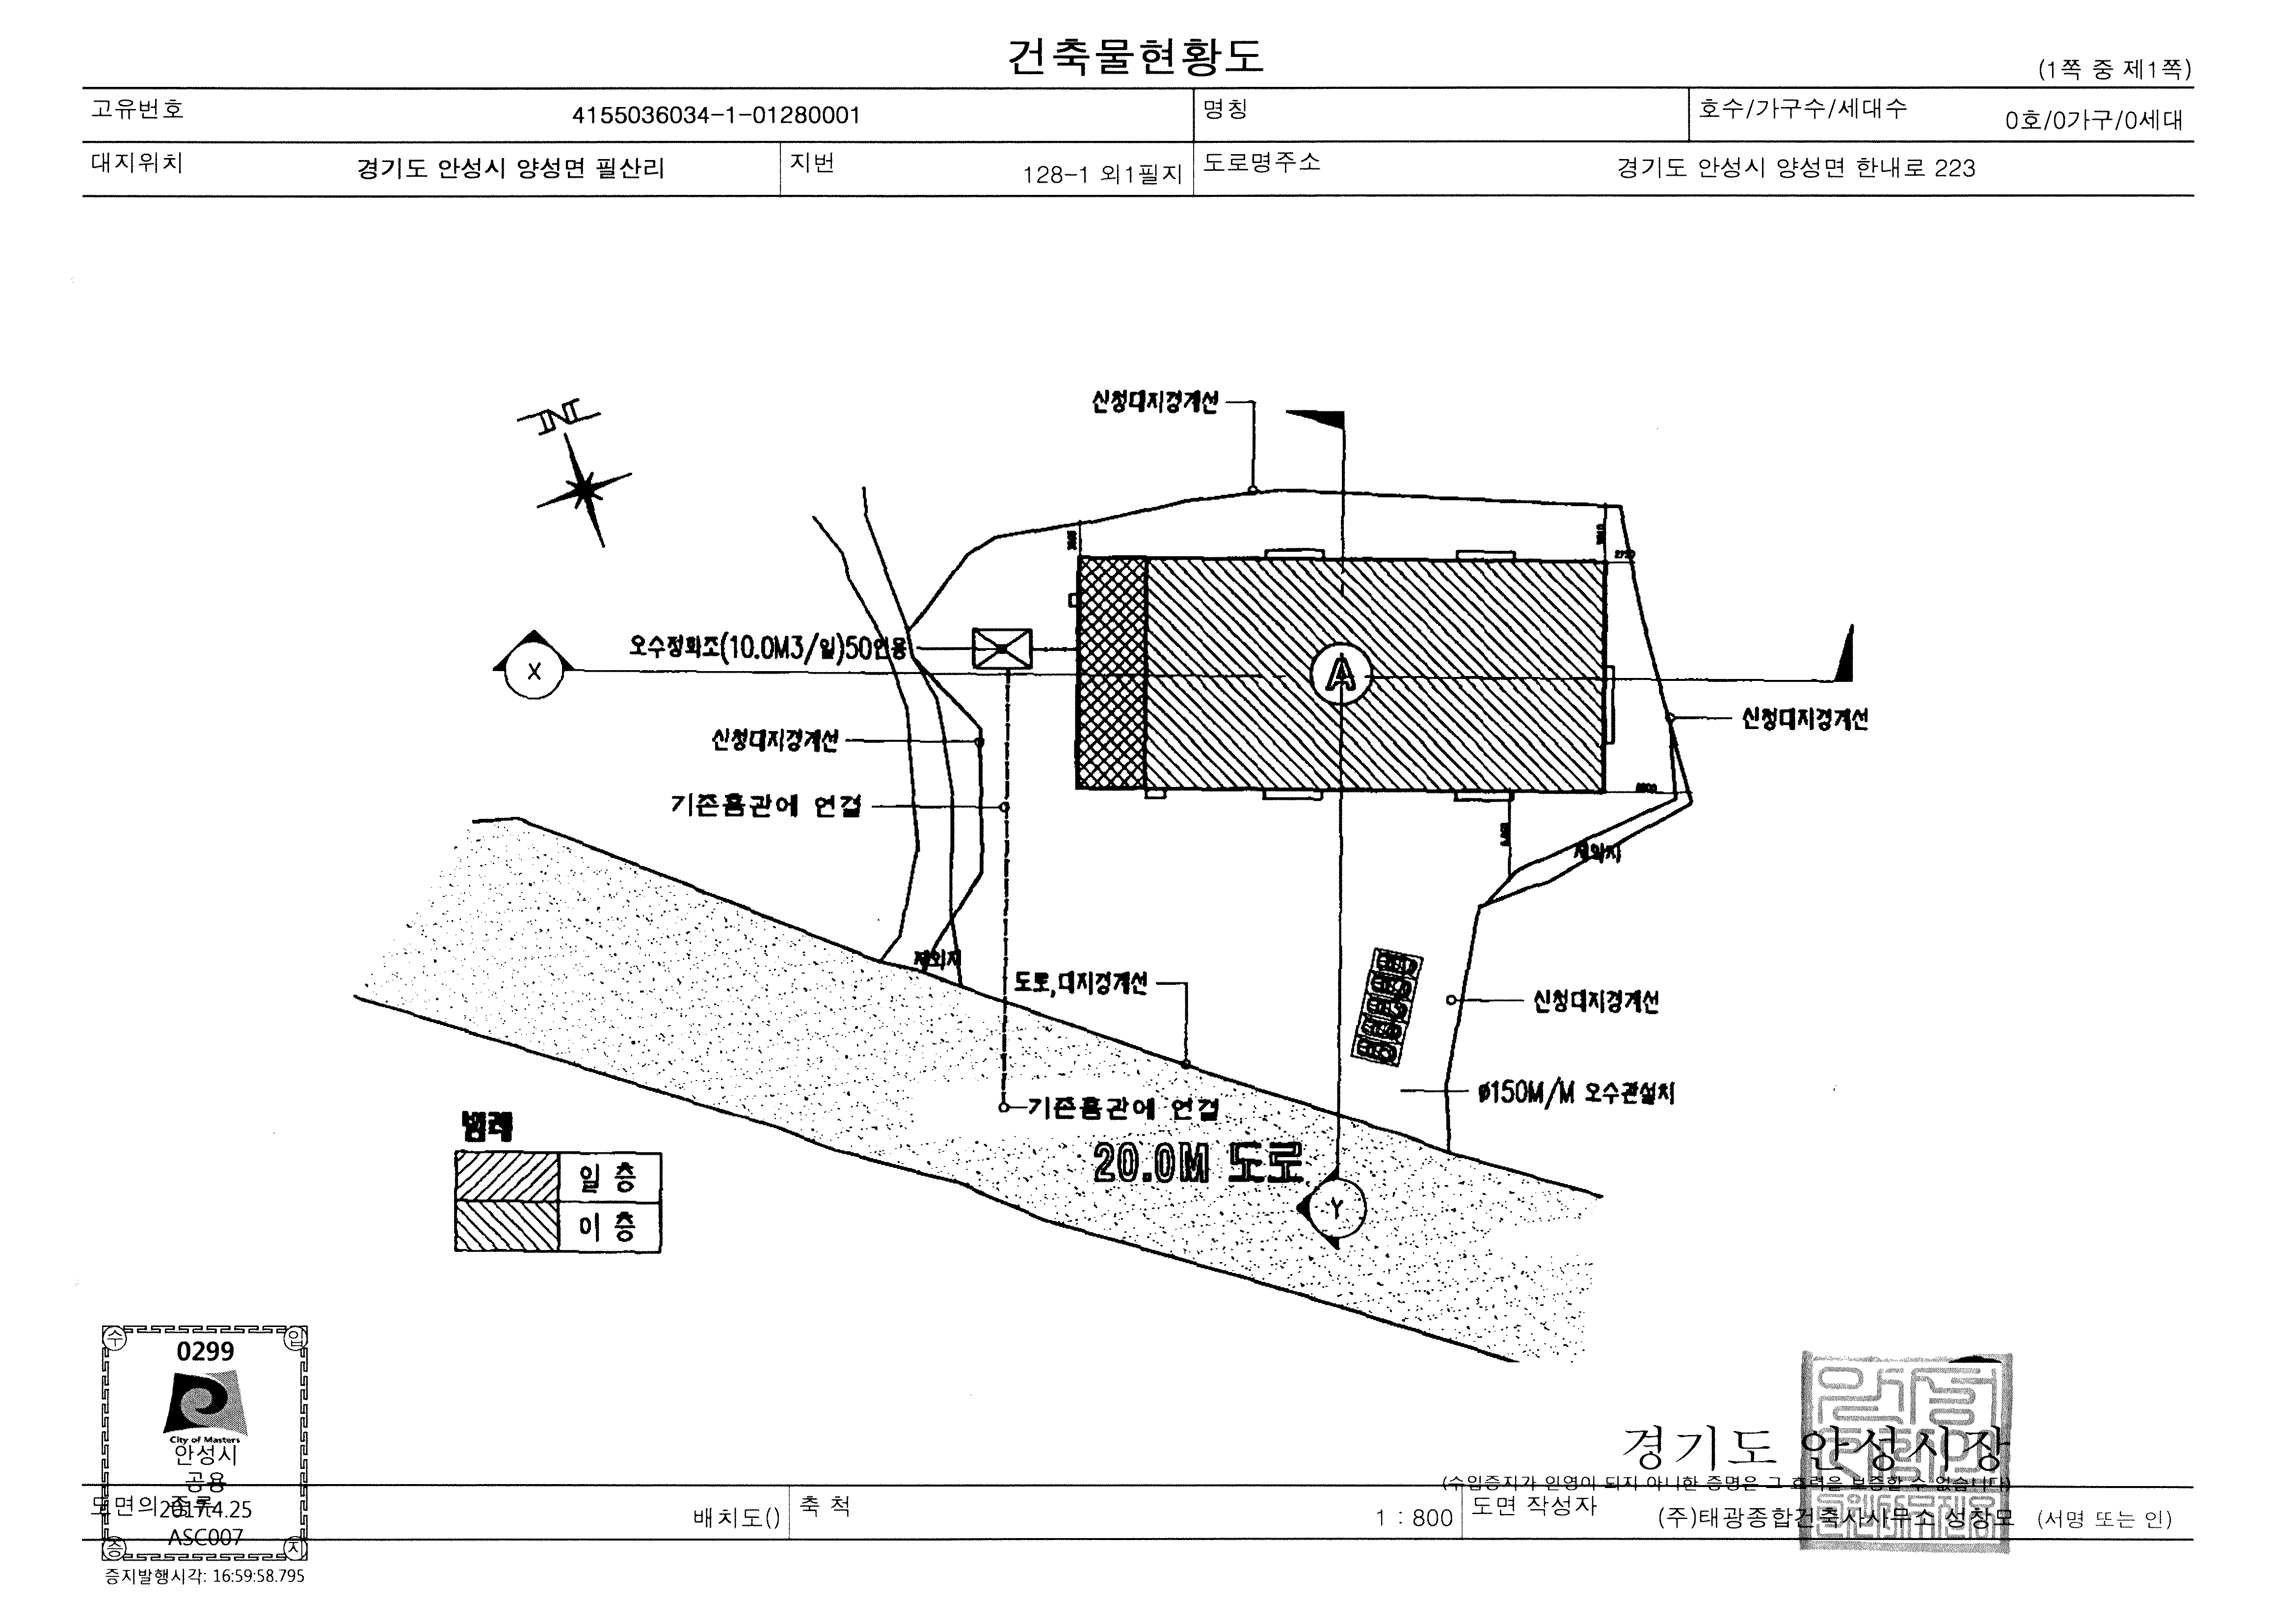 건축물현황도
(1쪽 중 제1쪽)
고유번호 4155036034-1-01280001 명칭 호수/가구수/세대수 0호/0가구/0세대
대지위치 경기도 안성시 양성면 필산리 지번 128-1 외1필지 도로명주소 경기도 안성시 양성면 한내로 223
신청대지경계선
N
2720
오수정화조(10.0M3/일)50인용
X
A
신청대지경계선
신청대지경계선
기존흄관에 연결
제외지
제외지
도로,대지경계선
신청대지경계선
ø150M/M 오수관설치
기존흄관에 연결
20.0M 도로
Y
범례
일 층
이 층
수 입
0299
City of Masters
안성시
공용
2017.4.25
ASC007
증 지
증지발행시각: 16:59:58.795
경기도 안성시장
(수입증지가 인영이 되지 아니한 증명은 그 효력을 보증할 수 없습니다)
도면의 종류 배치도() 축 척 1 : 800 도면 작성자 (주)태광종합건축사사무소 성창모 (서명 또는 인)